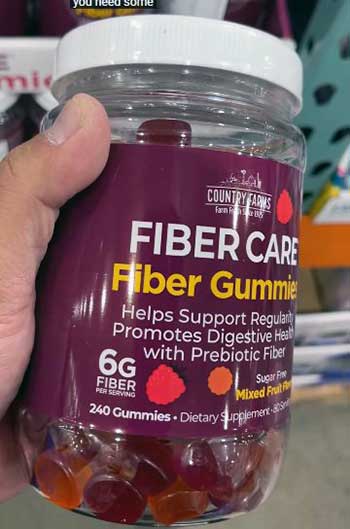 you need some
COUNTRY FARMS
FIBER CARE
Fiber Gummies
Helps Support Regularity
Promotes Digestive Health
with Prebiotic Fiber
6G
FIBER
PER SERVING
Sugar Free
Mixed Fruit
240 Gummies • Dietary Supplement •